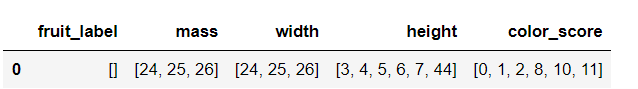 fruit_label mass width height color_score
0 [] [24, 25, 26] [24, 25, 26] [3, 4, 5, 6, 7, 44] [0, 1, 2, 8, 10, 11]